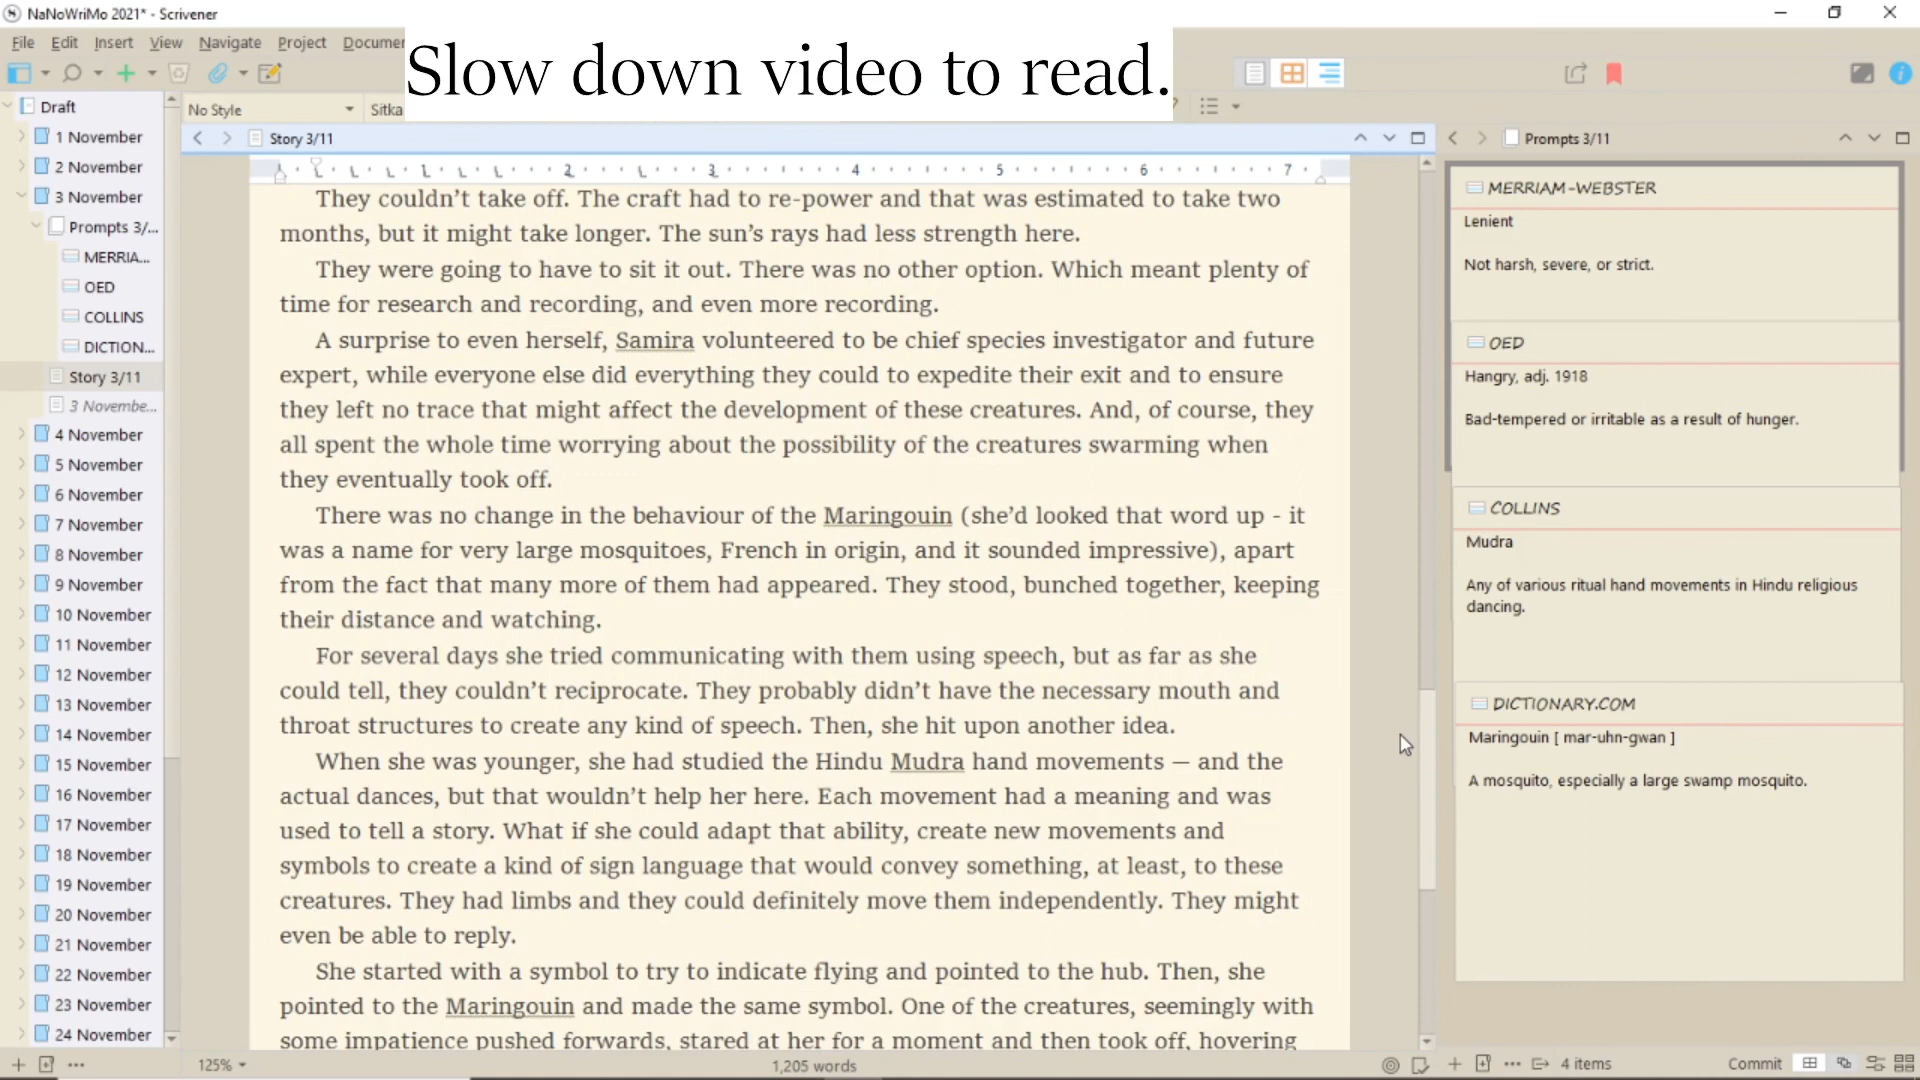 NaNoWriMo 2021* - Scrivener
File Edit Insert View Navigate Project
Slow down video to read.
No Style
Sitka
Draft
1 November
2 November
3 November
Prompts 3/...
MERRIA...
OED
COLLINS
DICTION...
Story 3/11
3 Novembe...
4 November
5 November
6 November
7 November
8 November
9 November
10 November
11 November
12 November
13 November
14 November
15 November
16 November
17 November
18 November
19 November
20 November
21 November
22 November
23 November
24 November
Story 3/11
1 2 3 4 5 6 7
They couldn’t take off. The craft had to re-power and that was estimated to take two
months, but it might take longer. The sun’s rays had less strength here.
They were going to have to sit it out. There was no other option. Which meant plenty of
time for research and recording, and even more recording.
A surprise to even herself, Samira volunteered to be chief species investigator and future
expert, while everyone else did everything they could to expedite their exit and to ensure
they left no trace that might affect the development of these creatures. And, of course, they
all spent the whole time worrying about the possibility of the creatures swarming when
they eventually took off.
There was no change in the behaviour of the Maringouin (she’d looked that word up - it
was a name for very large mosquitoes, French in origin, and it sounded impressive), apart
from the fact that many more of them had appeared. They stood, bunched together, keeping
their distance and watching.
For several days she tried communicating with them using speech, but as far as she
could tell, they couldn’t reciprocate. They probably didn’t have the necessary mouth and
throat structures to create any kind of speech. Then, she hit upon another idea.
When she was younger, she had studied the Hindu Mudra hand movements — and the
actual dances, but that wouldn’t help her here. Each movement had a meaning and was
used to tell a story. What if she could adapt that ability, create new movements and
symbols to create a kind of sign language that would convey something, at least, to these
creatures. They had limbs and they could definitely move them independently. They might
even be able to reply.
She started with a symbol to try to indicate flying and pointed to the hub. Then, she
pointed to the Maringouin and made the same symbol. One of the creatures, seemingly with
some impatience pushed forwards, stared at her for a moment and then took off, hovering
Prompts 3/11
MERRIAM-WEBSTER
Lenient
Not harsh, severe, or strict.
OED
Hangry, adj. 1918
Bad-tempered or irritable as a result of hunger.
COLLINS
Mudra
Any of various ritual hand movements in Hindu religious
dancing.
DICTIONARY.COM
Maringouin [ mar-uhn-gwan ]
A mosquito, especially a large swamp mosquito.
125%
1,205 words
4 items
Commit